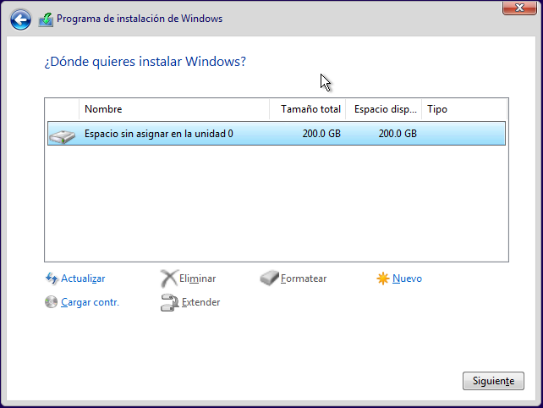 Programa de instalación de Windows
¿Dónde quieres instalar Windows?
Nombre Tamaño total Espacio disp... Tipo
Espacio sin asignar en la unidad 0 200.0 GB 200.0 GB
Actualizar Eliminar Formatear Nuevo
Cargar contr. Extender
Siguiente